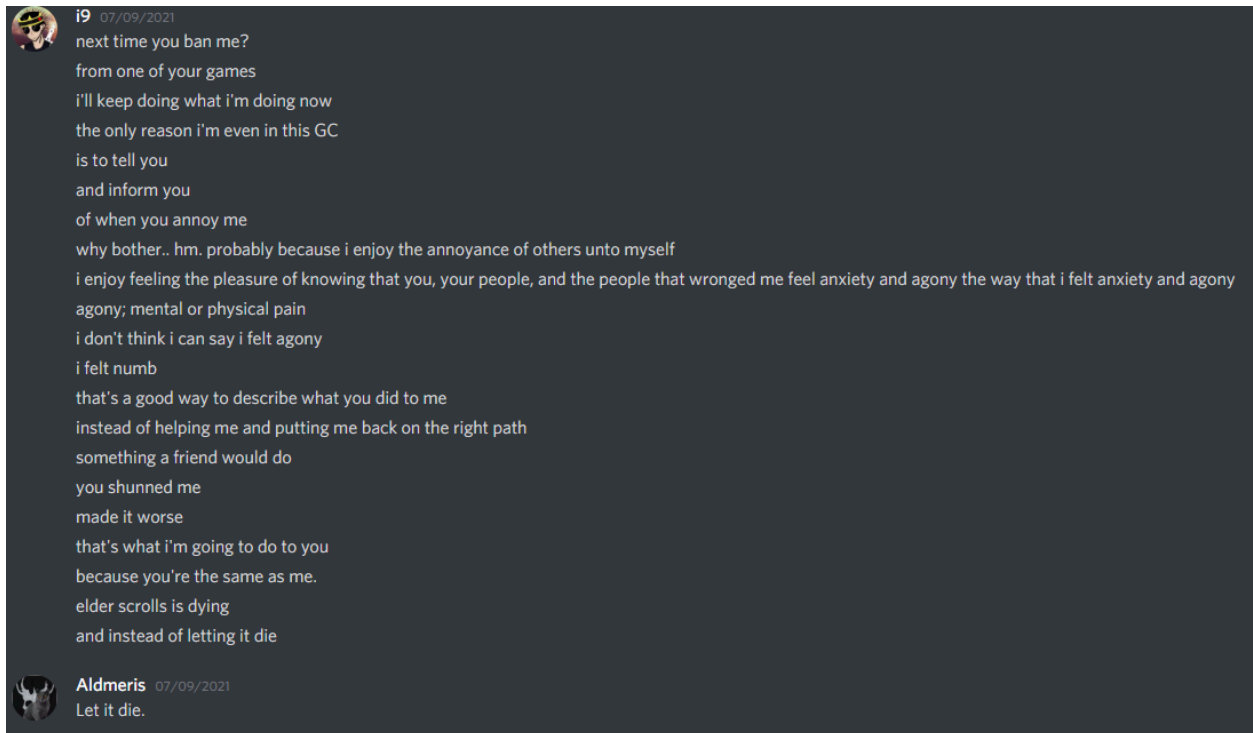 i9 07/09/2021
next time you ban me?
from one of your games
i'll keep doing what i'm doing now
the only reason i'm even in this GC
is to tell you
and inform you
of when you annoy me
why bother.. hm. probably because i enjoy the annoyance of others unto myself
i enjoy feeling the pleasure of knowing that you, your people, and the people that wronged me feel anxiety and agony the way that i felt anxiety and agony
agony; mental or physical pain
i don't think i can say i felt agony
i felt numb
that's a good way to describe what you did to me
instead of helping me and putting me back on the right path
something a friend would do
you shunned me
made it worse
that's what i'm going to do to you
because you're the same as me.
elder scrolls is dying
and instead of letting it die
Aldmeris 07/09/2021
Let it die.